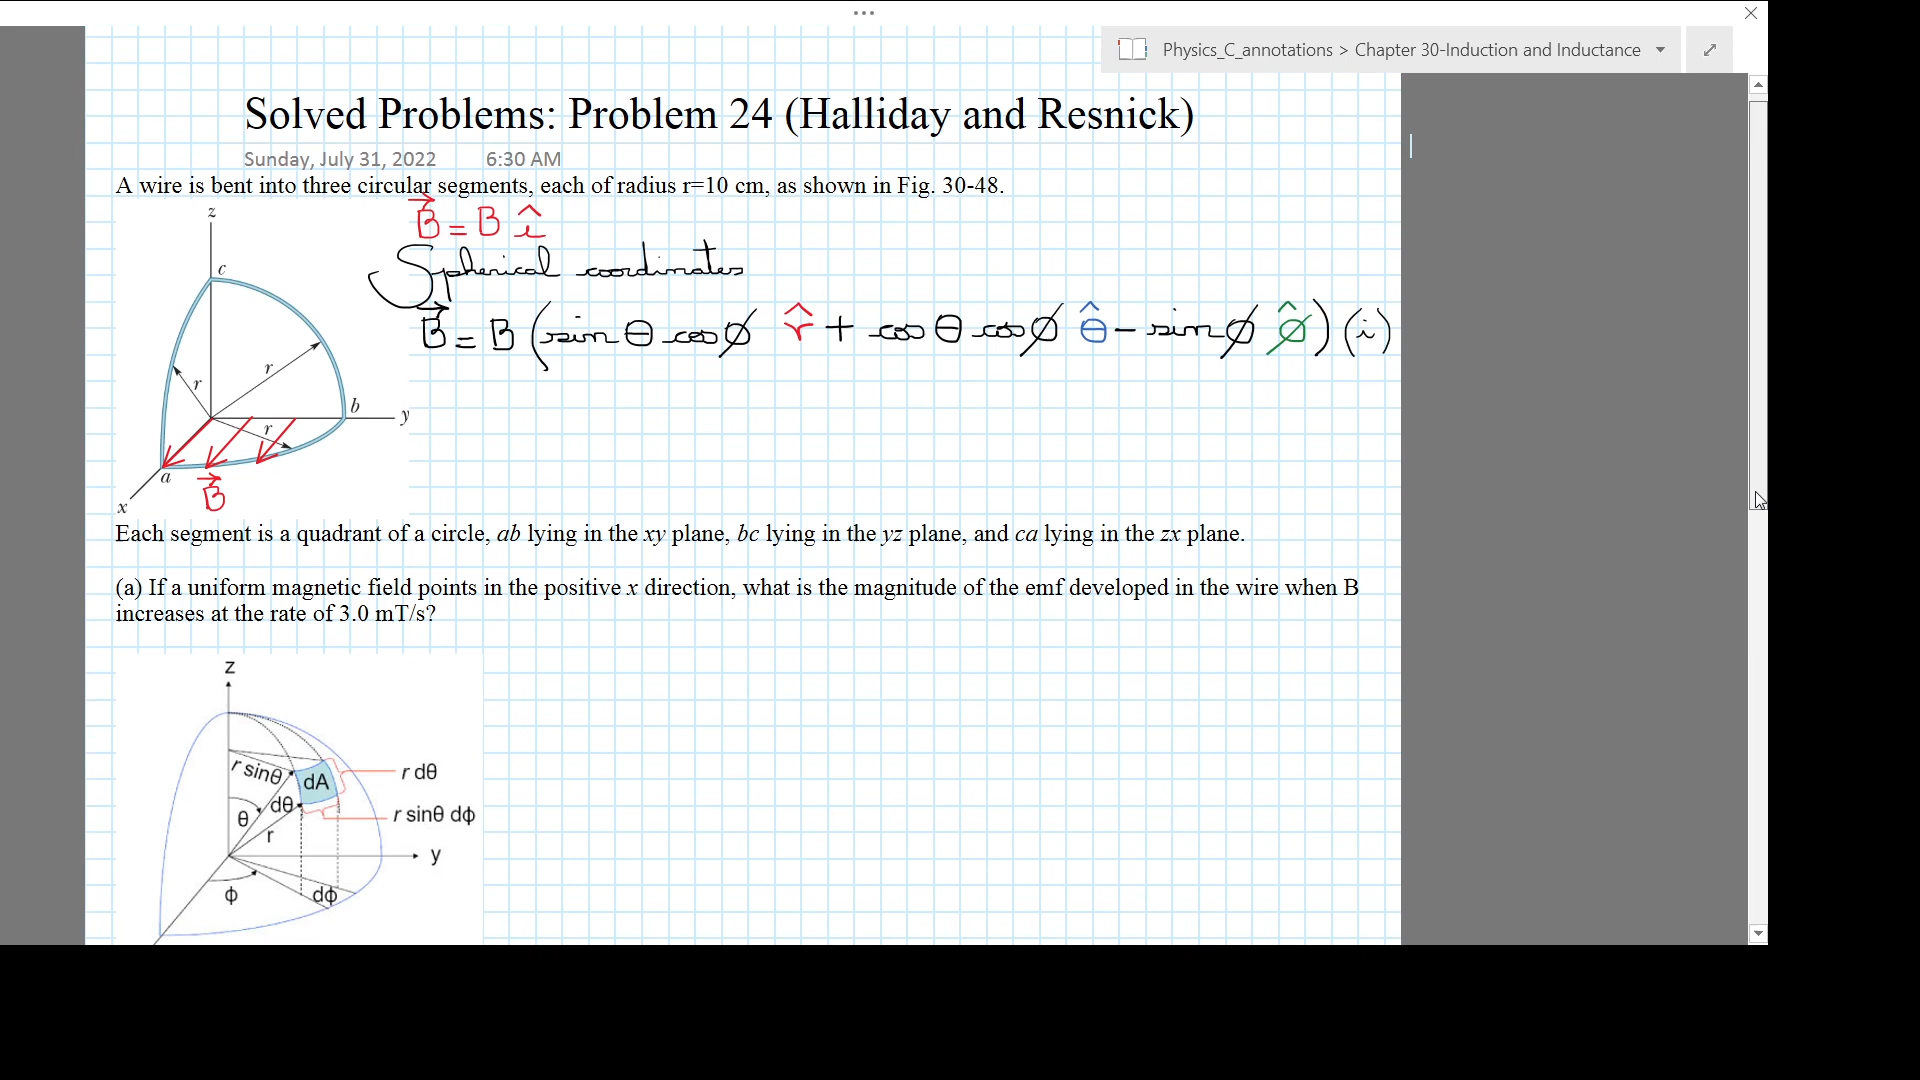 Physics_C_annotations > Chapter 30-Induction and Inductance
Solved Problems: Problem 24 (Halliday and Resnick)
Sunday, July 31, 2022 6:30 AM
A wire is bent into three circular segments, each of radius r=10 cm, as shown in Fig. 30-48.
B⃗ = B î
Spherical coordinates
B⃗ = B (sin θ cos ϕ r̂ + cos θ cos ϕ θ̂ − sin ϕ ϕ̂) (i)
z
c
r
r
b
y
r
a
B⃗
x
Each segment is a quadrant of a circle, ab lying in the xy plane, bc lying in the yz plane, and ca lying in the zx plane.
(a) If a uniform magnetic field points in the positive x direction, what is the magnitude of the emf developed in the wire when B
increases at the rate of 3.0 mT/s?
z
r sinθ
dA
r dθ
dθ
r sinθ dϕ
θ
r
y
ϕ
dϕ